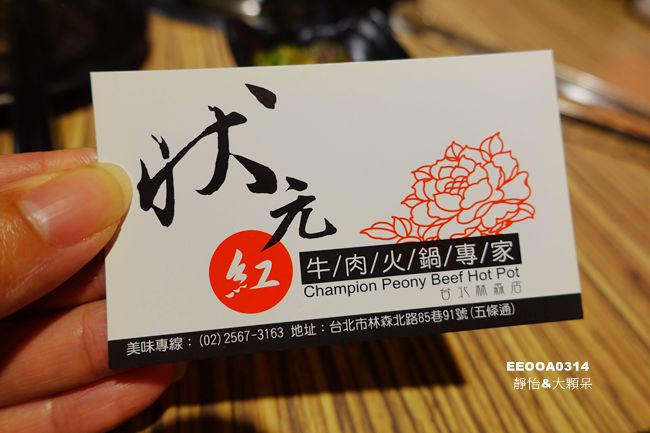 狀元
紅
牛/肉/火/鍋/專/家
Champion Peony Beef Hot Pot
台北林森店
美味專線：(02)2567-3163 地址：台北市林森北路85巷91號(五條通)
EEOOA0314
靜怡&大顆呆